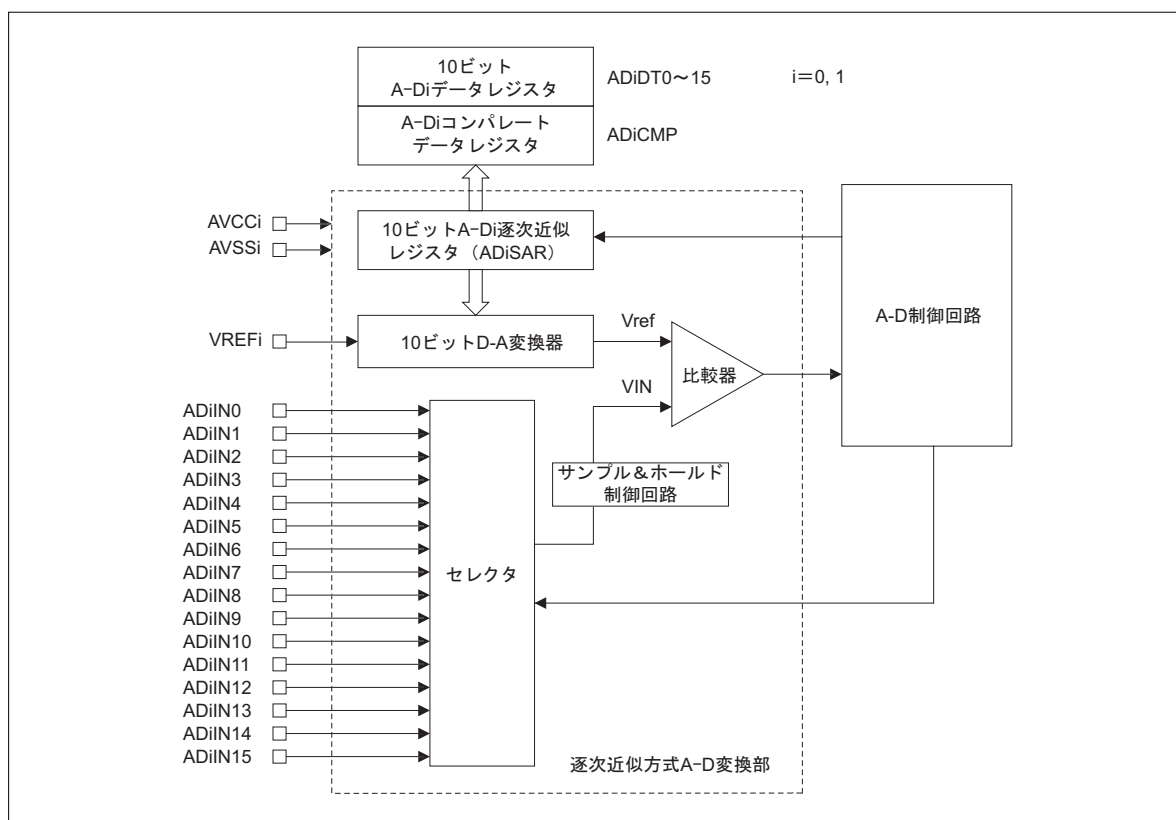 10ビット
A-Diデータレジスタ
ADiDT0～15
i＝0, 1
A-Diコンパレート
データレジスタ
ADiCMP
AVCCi
AVSSi
10ビットA-Di逐次近似
レジスタ（ADiSAR）
A-D制御回路
VREFi
10ビットD-A変換器
Vref
VIN
比較器
ADiIN0
ADiIN1
ADiIN2
ADiIN3
ADiIN4
ADiIN5
ADiIN6
ADiIN7
ADiIN8
ADiIN9
ADiIN10
ADiIN11
ADiIN12
ADiIN13
ADiIN14
ADiIN15
サンプル＆ホールド
制御回路
セレクタ
逐次近似方式A-D変換部